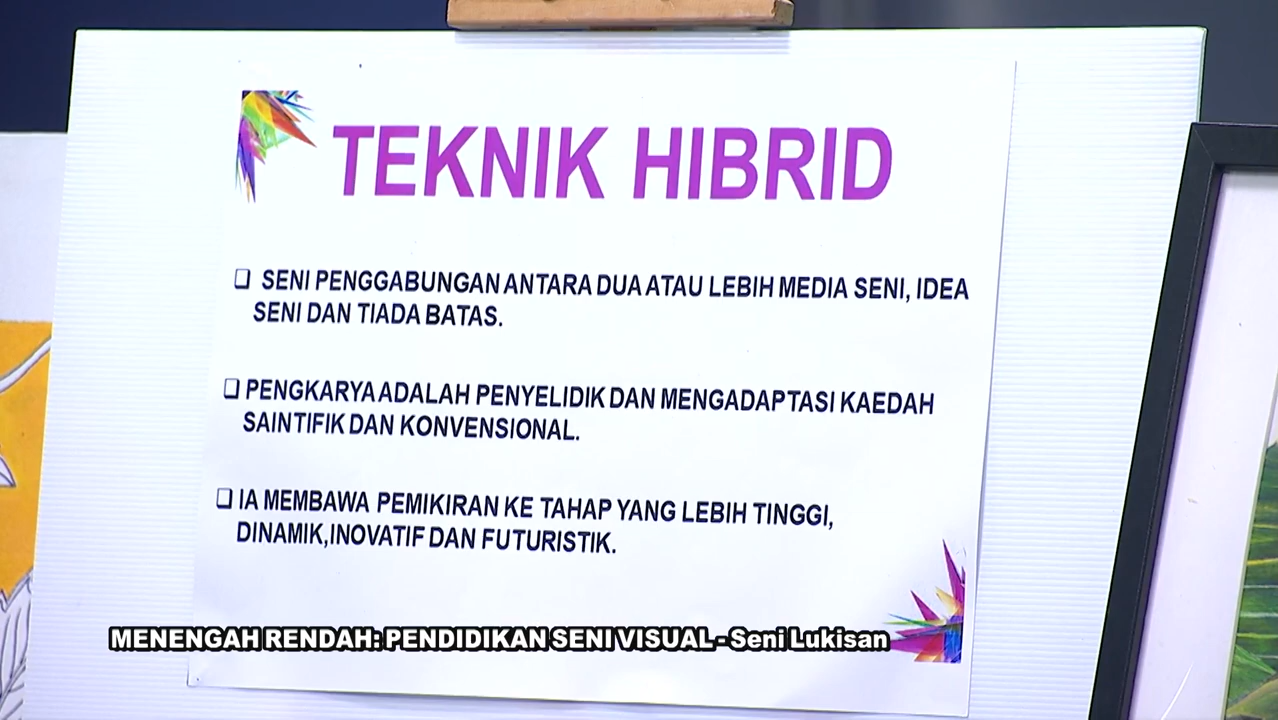 TEKNIK HIBRID
❑ SENI PENGGABUNGAN ANTARA DUA ATAU LEBIH MEDIA SENI, IDEA
SENI DAN TIADA BATAS.
❑ PENGKARYA ADALAH PENYELIDIK DAN MENGADAPTASI KAEDAH
SAINTIFIK DAN KONVENSIONAL.
❑ IA MEMBAWA PEMIKIRAN KE TAHAP YANG LEBIH TINGGI,
DINAMIK,INOVATIF DAN FUTURISTIK.
MENENGAH RENDAH: PENDIDIKAN SENI VISUAL - Seni Lukisan